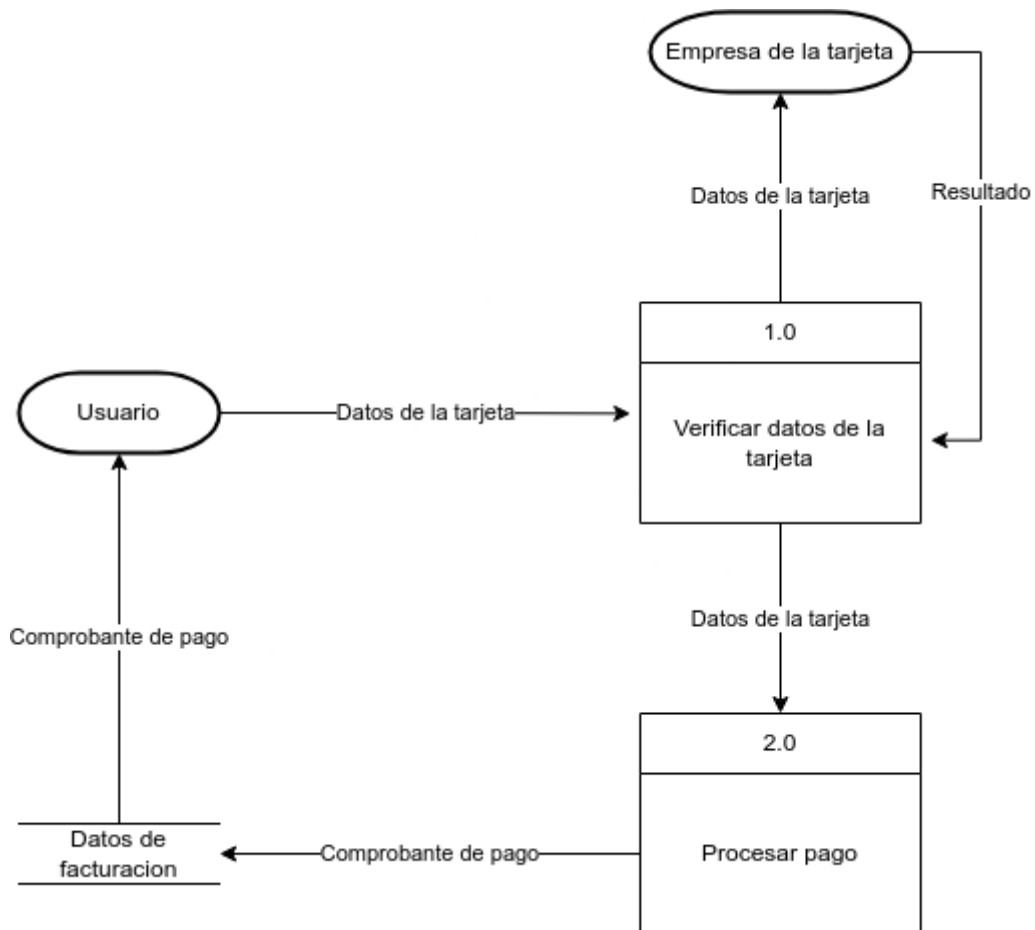 Empresa de la tarjeta
Datos de la tarjeta
Resultado
1.0
Verificar datos de la
tarjeta
Usuario
Datos de la tarjeta
Datos de la tarjeta
Comprobante de pago
2.0
Procesar pago
Comprobante de pago
Datos de
facturacion